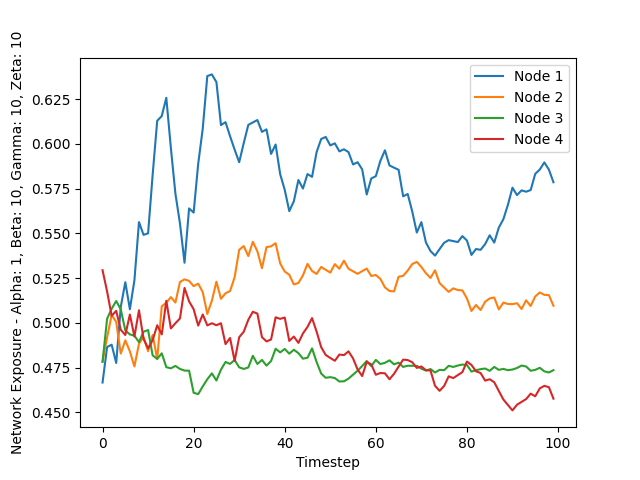 Network Exposure - Alpha: 1, Beta: 10, Gamma: 10, Zeta: 10
0.625
0.600
0.575
0.550
0.525
0.500
0.475
0.450
Node 1
Node 2
Node 3
Node 4
0 20 40 60 80 100
Timestep